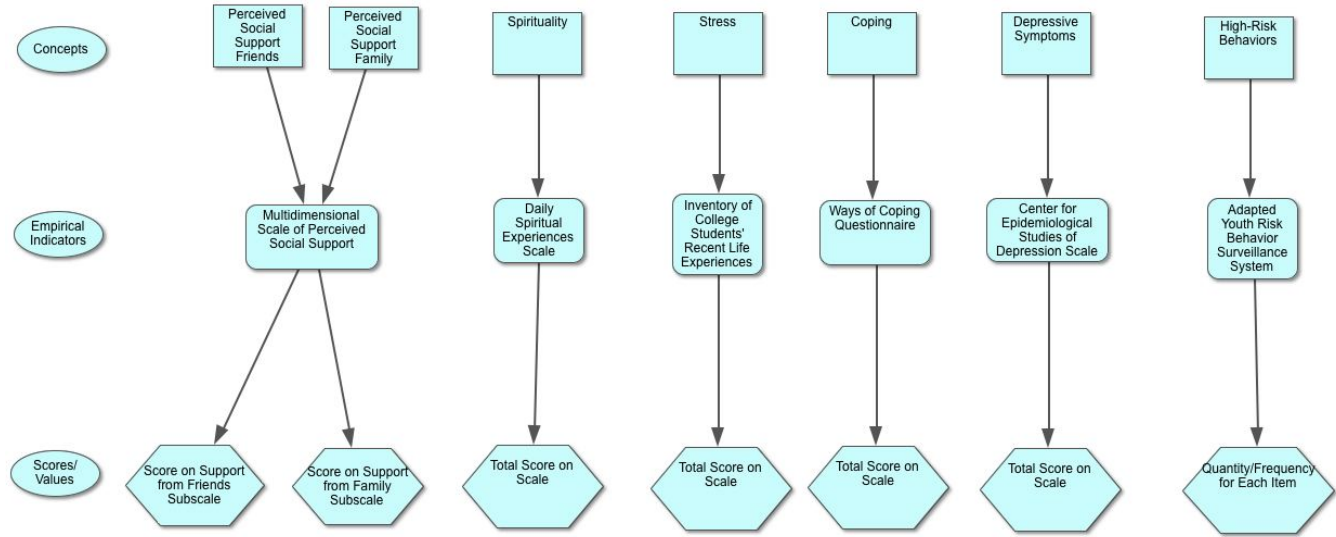 Concepts
Perceived
Social
Support
Friends
Perceived
Social
Support
Family
Spirituality
Stress
Coping
Depressive
Symptoms
High-Risk
Behaviors
Empirical
Indicators
Multidimensional
Scale of Perceived
Social Support
Daily
Spiritual
Experiences
Scale
Inventory of
College
Students'
Recent Life
Experiences
Ways of Coping
Questionnaire
Center for
Epidemiological
Studies of
Depression Scale
Adapted
Youth Risk
Behavior
Surveillance
System
Scores/
Values
Score on Support
from Friends
Subscale
Score on Support
from Family
Subscale
Total Score on
Scale
Total Score on
Scale
Total Score on
Scale
Total Score on
Scale
Quantity/Frequency
for Each Item